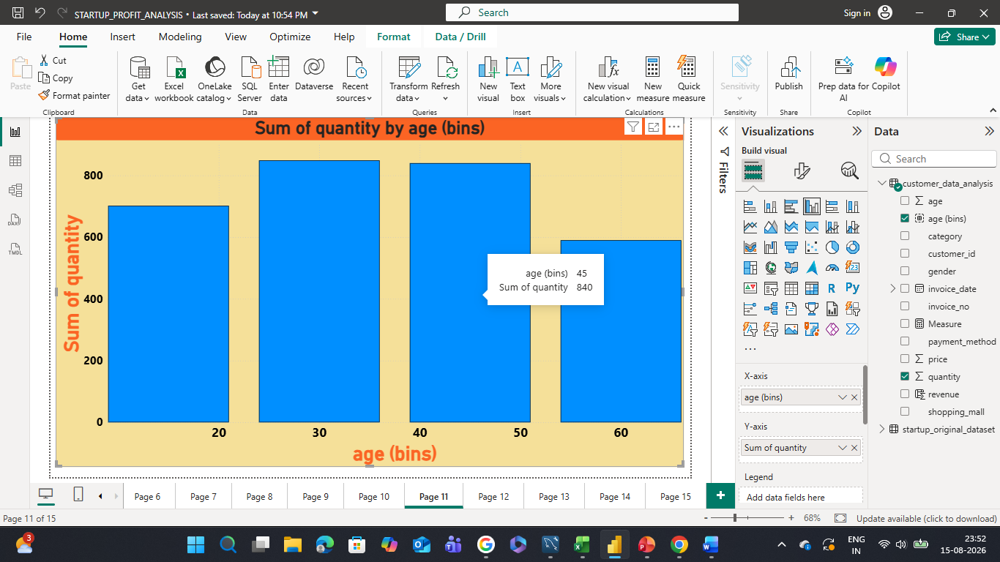 STARTUP_PROFIT_ANALYSIS • Last saved: Today at 10:54 PM
Search
Sign in
File Home Insert Modeling View Optimize Help Format Data / Drill
Share
Paste
Cut
Copy
Format painter
Clipboard
Get data
Excel workbook
OneLake catalog
SQL Server
Enter data
Dataverse
Recent sources
Data
Transform data
Refresh
Queries
New visual
Text box
More visuals
Insert
New visual calculation
New measure
Quick measure
Calculations
Sensitivity
Sensitivity
Publish
Share
Prep data for AI
Copilot
Copilot
Sum of quantity by age (bins)
Sum of quantity
800
600
400
200
0
20 30 40 50 60
age (bins)
age (bins) 45
Sum of quantity 840
Filters
Visualizations
Build visual
R
Py
123
X-axis
age (bins)
Y-axis
Sum of quantity
Legend
Add data fields here
Data
Search
customer_data_analysis
age
age (bins)
category
customer_id
gender
invoice_date
invoice_no
Measure
payment_method
price
quantity
revenue
shopping_mall
startup_original_dataset
DAX
TMDL
Page 6 Page 7 Page 8 Page 9 Page 10 Page 11 Page 12 Page 13 Page 14 Page 15
Page 11 of 15
68%
Update available (click to download)
3
ENG
IN
23:52
15-08-2026